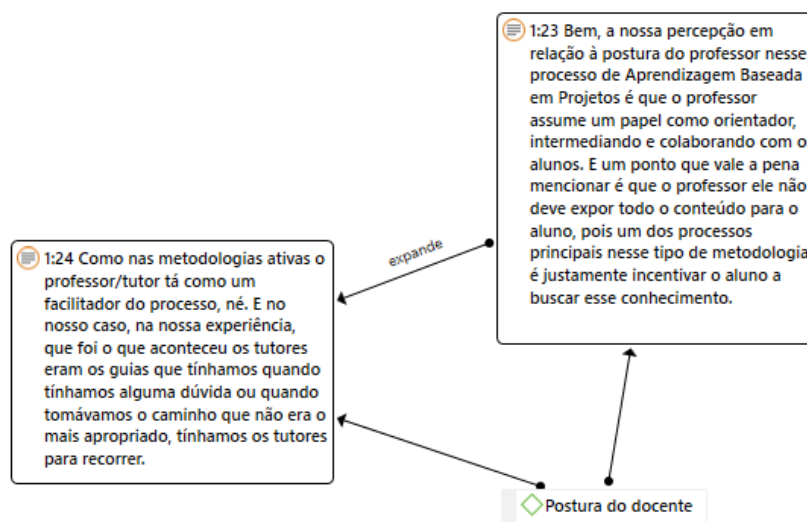 1:23 Bem, a nossa percepção em
relação à postura do professor nesse
processo de Aprendizagem Baseada
em Projetos é que o professor
assume um papel como orientador,
intermediando e colaborando com o
alunos. E um ponto que vale a pena
mencionar é que o professor ele não
deve expor todo o conteúdo para o
aluno, pois um dos processos
principais nesse tipo de metodologia
é justamente incentivar o aluno a
buscar esse conhecimento.
expande
1:24 Como nas metodologias ativas o
professor/tutor tá como um
facilitador do processo, né. E no
nosso caso, na nossa experiência,
que foi o que aconteceu os tutores
eram os guias que tínhamos quando
tínhamos alguma dúvida ou quando
tomávamos o caminho que não era o
mais apropriado, tínhamos os tutores
para recorrer.
Postura do docente